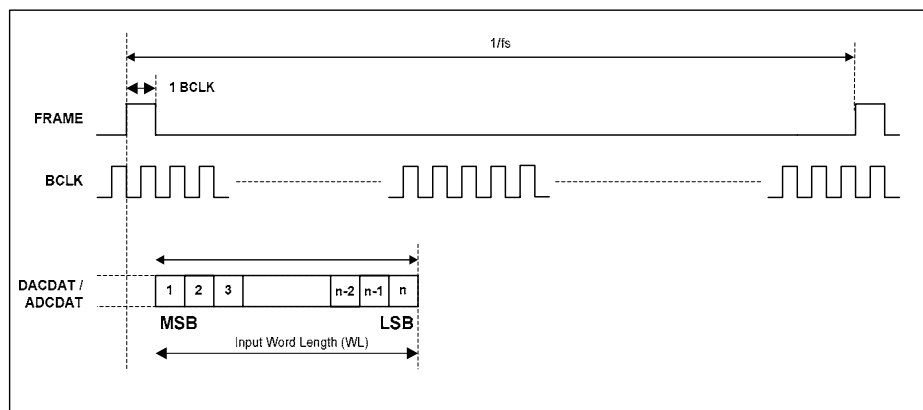 1/fs
1 BCLK
FRAME
BCLK
DACDAT /
ADCDAT
1 2 3 n-2 n-1 n
MSB LSB
Input Word Length (WL)